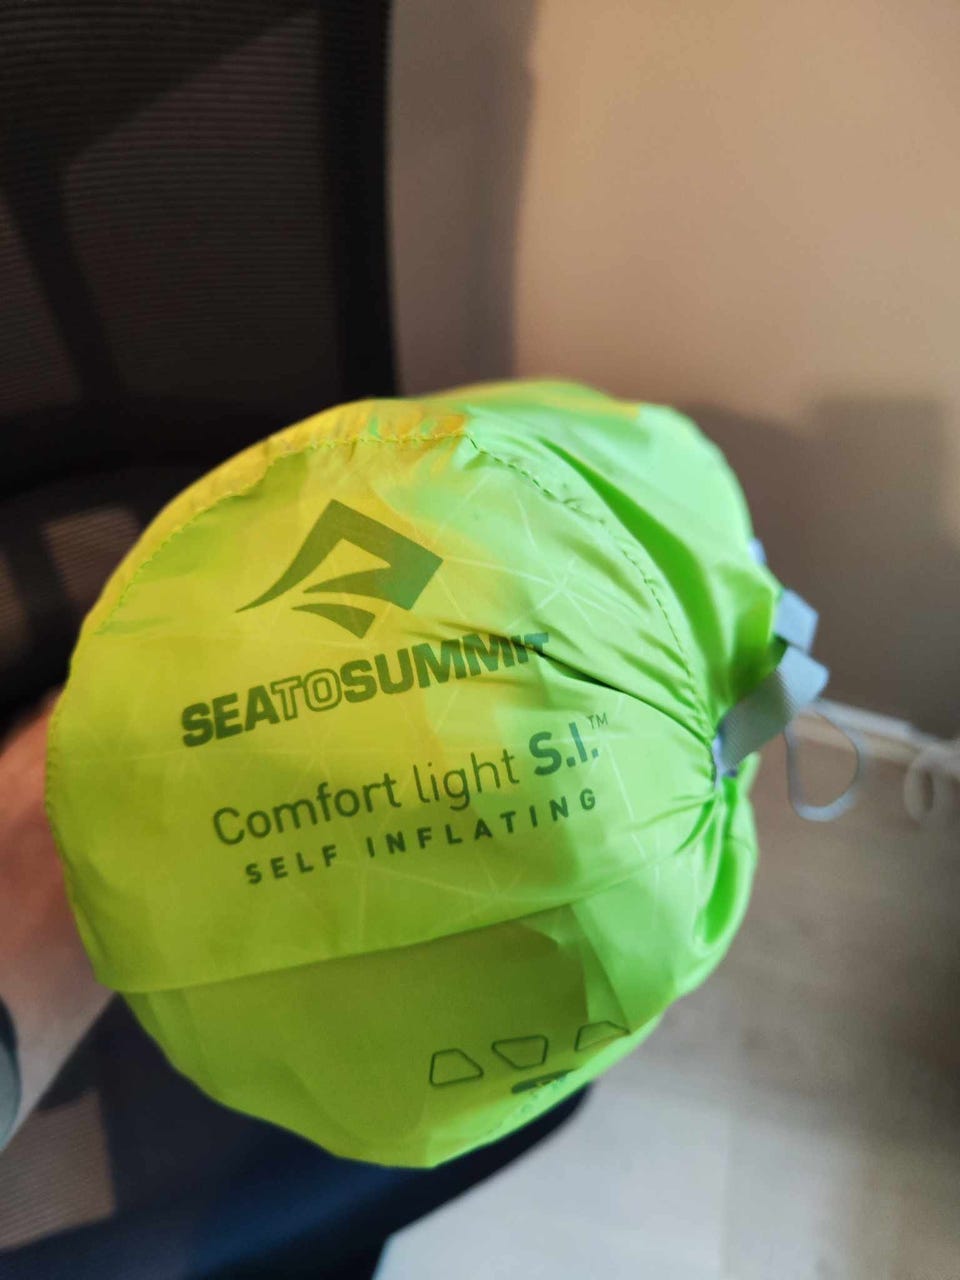 SEATOSUMMIT
Comfort light S.I.™
SELF INFLATING